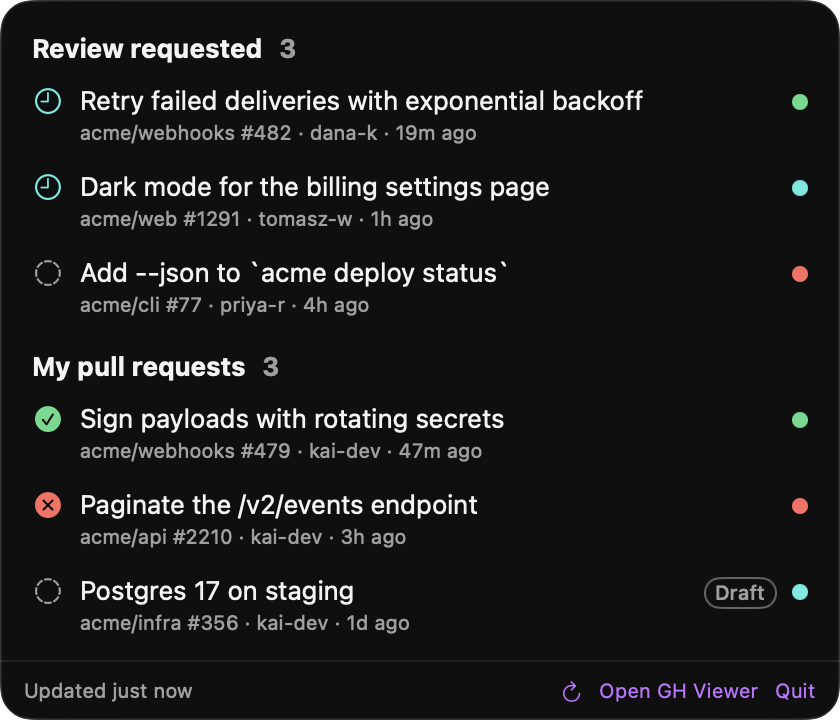 Review requested 3
Retry failed deliveries with exponential backoff
acme/webhooks #482 · dana-k · 19m ago
Dark mode for the billing settings page
acme/web #1291 · tomasz-w · 1h ago
Add --json to `acme deploy status`
acme/cli #77 · priya-r · 4h ago
My pull requests 3
Sign payloads with rotating secrets
acme/webhooks #479 · kai-dev · 47m ago
Paginate the /v2/events endpoint
acme/api #2210 · kai-dev · 3h ago
Postgres 17 on staging Draft
acme/infra #356 · kai-dev · 1d ago
Updated just now Open GH Viewer Quit